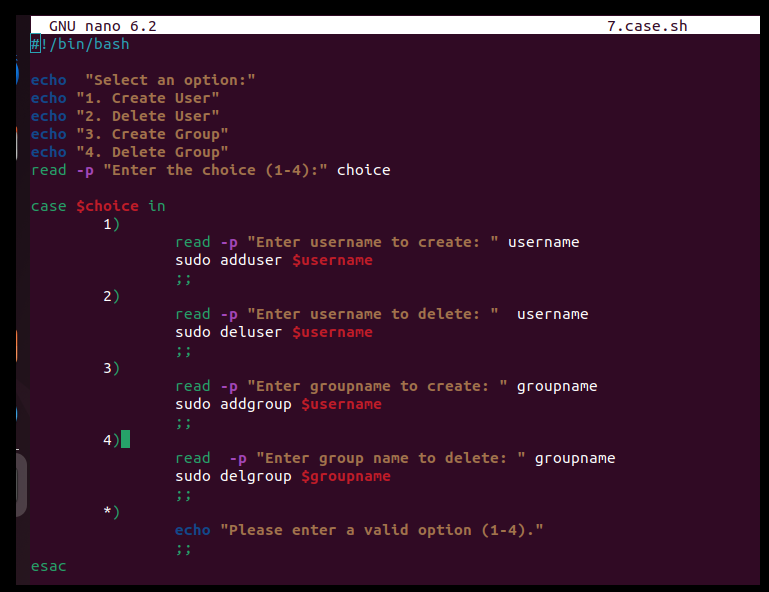 GNU nano 6.2 7.case.sh
#!/bin/bash
echo  "Select an option:"
echo "1. Create User"
echo "2. Delete User"
echo "3. Create Group"
echo "4. Delete Group"
read -p "Enter the choice (1-4):" choice
case $choice in
1)
read -p "Enter username to create: " username
sudo adduser $username
;;
2)
read -p "Enter username to delete: "  username
sudo deluser $username
;;
3)
read -p "Enter groupname to create: " groupname
sudo addgroup $username
;;
4)
read  -p "Enter group name to delete: " groupname
sudo delgroup $groupname
;;
*)
echo "Please enter a valid option (1-4)."
;;
esac